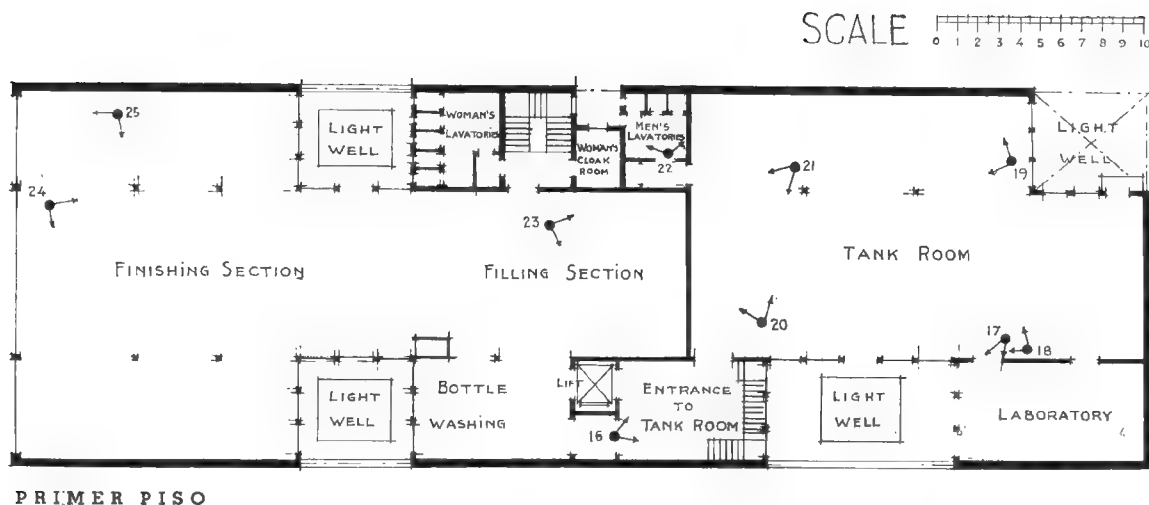 SCALE
0 1 2 3 4 5 6 7 8 9 10
25
LIGHT
WELL
WOMAN'S
LAVATORIES
WOMAN'S
CLOAK
ROOM
MEN'S
LAVATORIES
22
21
19
LIGHT
WELL
24
23
FINISHING SECTION
FILLING SECTION
TANK ROOM
20
17
18
LIGHT
WELL
BOTTLE
WASHING
LIFT
16
ENTRANCE
TO
TANK ROOM
LIGHT
WELL
LABORATORY
PRIMER PISO